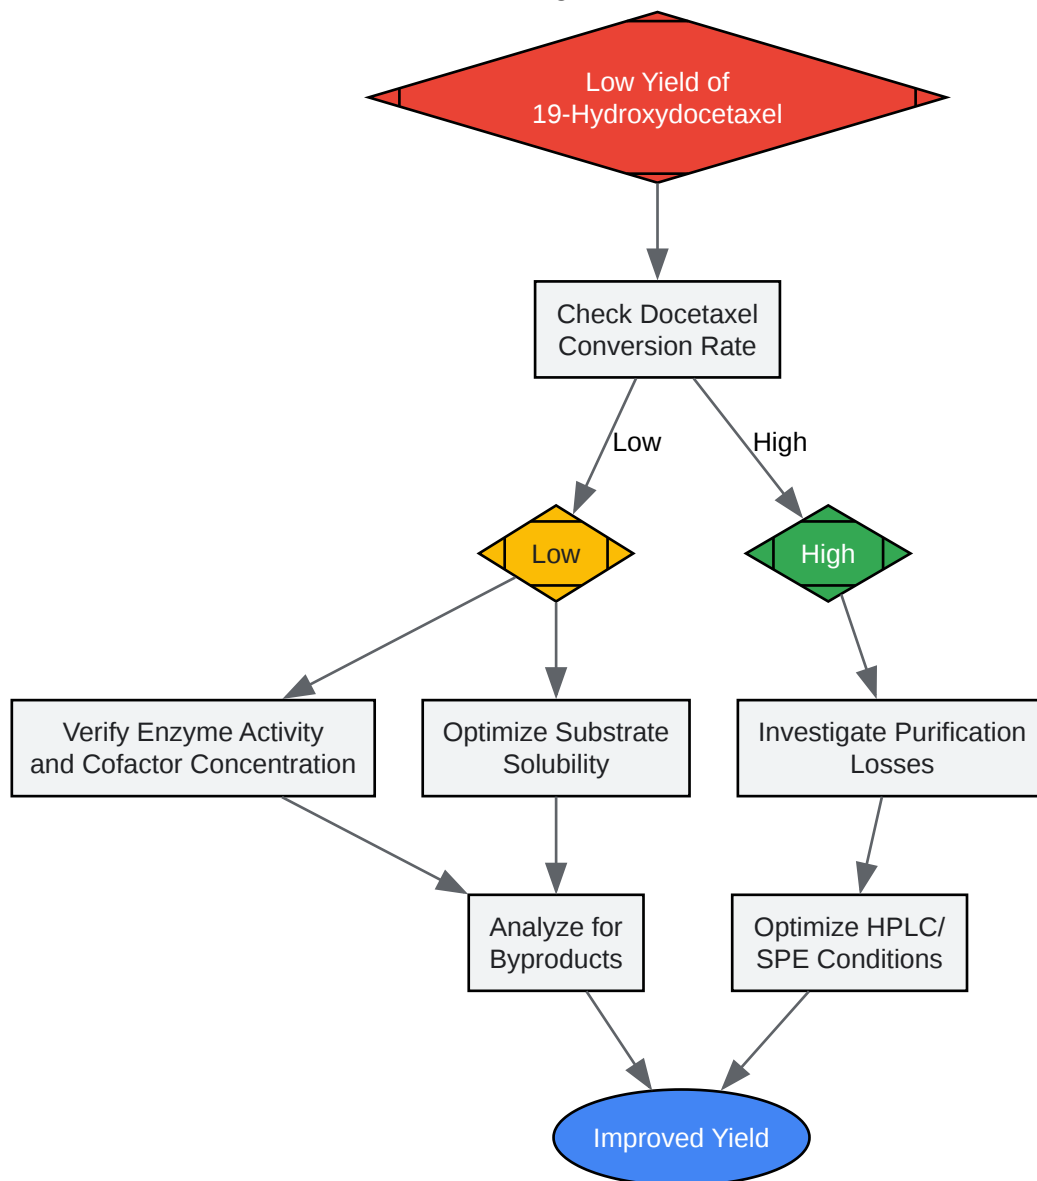 Low Yield of
19-Hydroxydocetaxel
Check Docetaxel
Conversion Rate
Low
High
Low
High
Verify Enzyme Activity
and Cofactor Concentration
Optimize Substrate
Solubility
Investigate Purification
Losses
Analyze for
Byproducts
Optimize HPLC/
SPE Conditions
Improved Yield